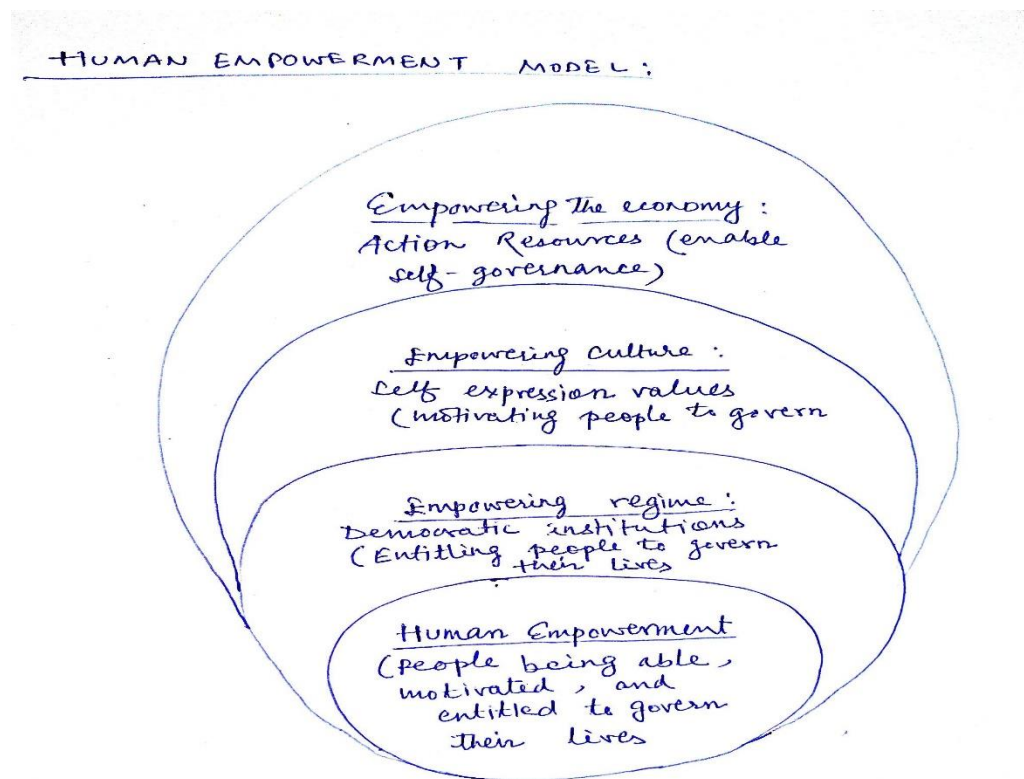 HUMAN EMPOWERMENT MODEL:
Empowering the economy:
Action Resources (enable
self-governance)
Empowering culture:
Self expression values
(motivating people to govern
Empowering regime:
Democratic institutions
(Entitling people to govern
their lives
Human Empowerment
(people being able,
motivated, and
entitled to govern
their lives